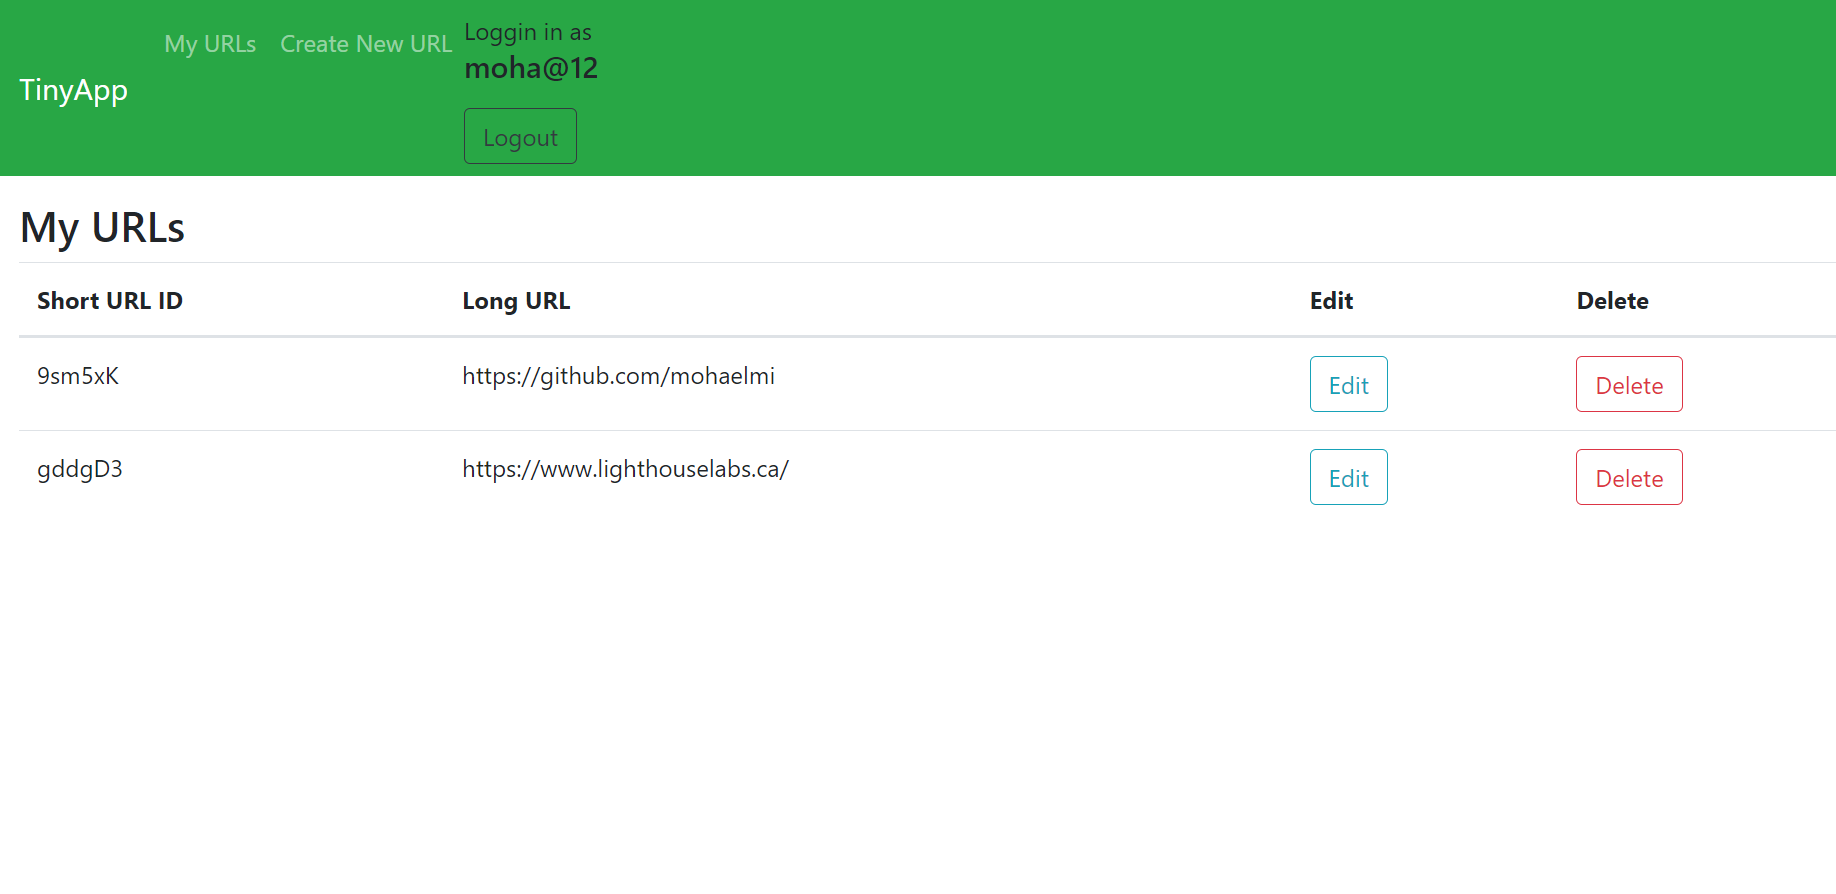 TinyApp
My URLs Create New URL
Loggin in as
moha@12
Logout
My URLs
Short URL ID Long URL Edit Delete
9sm5xK https://github.com/mohaelmi Edit Delete
gddgD3 https://www.lighthouselabs.ca/ Edit Delete